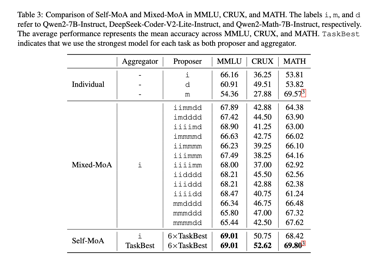 Table 3: Comparison of Self-MoA and Mixed-MoA in MMLU, CRUX, and MATH. The labels i, m, and d
refer to Qwen2-7B-Instruct, DeepSeek-Coder-V2-Lite-Instruct, and Qwen2-Math-7B-Instruct, respectively.
The average performance represents the mean accuracy across MMLU, CRUX, and MATH. TaskBest
indicates that we use the strongest model for each task as both proposer and aggregator.
Aggregator Proposer MMLU CRUX MATH
Individual - i 66.16 36.25 53.81
- d 60.91 49.51 53.82
- m 54.36 27.88 69.57
Mixed-MoA i iimmdd 67.89 42.88 64.38
imdddd 67.42 44.50 63.90
iiimmd 68.90 41.25 63.00
immmmd 66.63 42.75 66.02
iimmmm 66.23 39.25 66.10
iiimmm 67.49 38.25 64.16
iiiimm 68.00 37.00 62.92
iidddd 68.21 45.50 62.56
iiiddd 68.21 42.88 62.38
iiiidd 68.47 40.75 61.24
mmdddd 66.34 46.75 66.48
mmmddd 65.80 47.00 67.32
mmmmdd 65.44 42.50 67.62
Self-MoA i 6×TaskBest 69.01 50.75 68.42
TaskBest 6×TaskBest 69.01 52.62 69.80